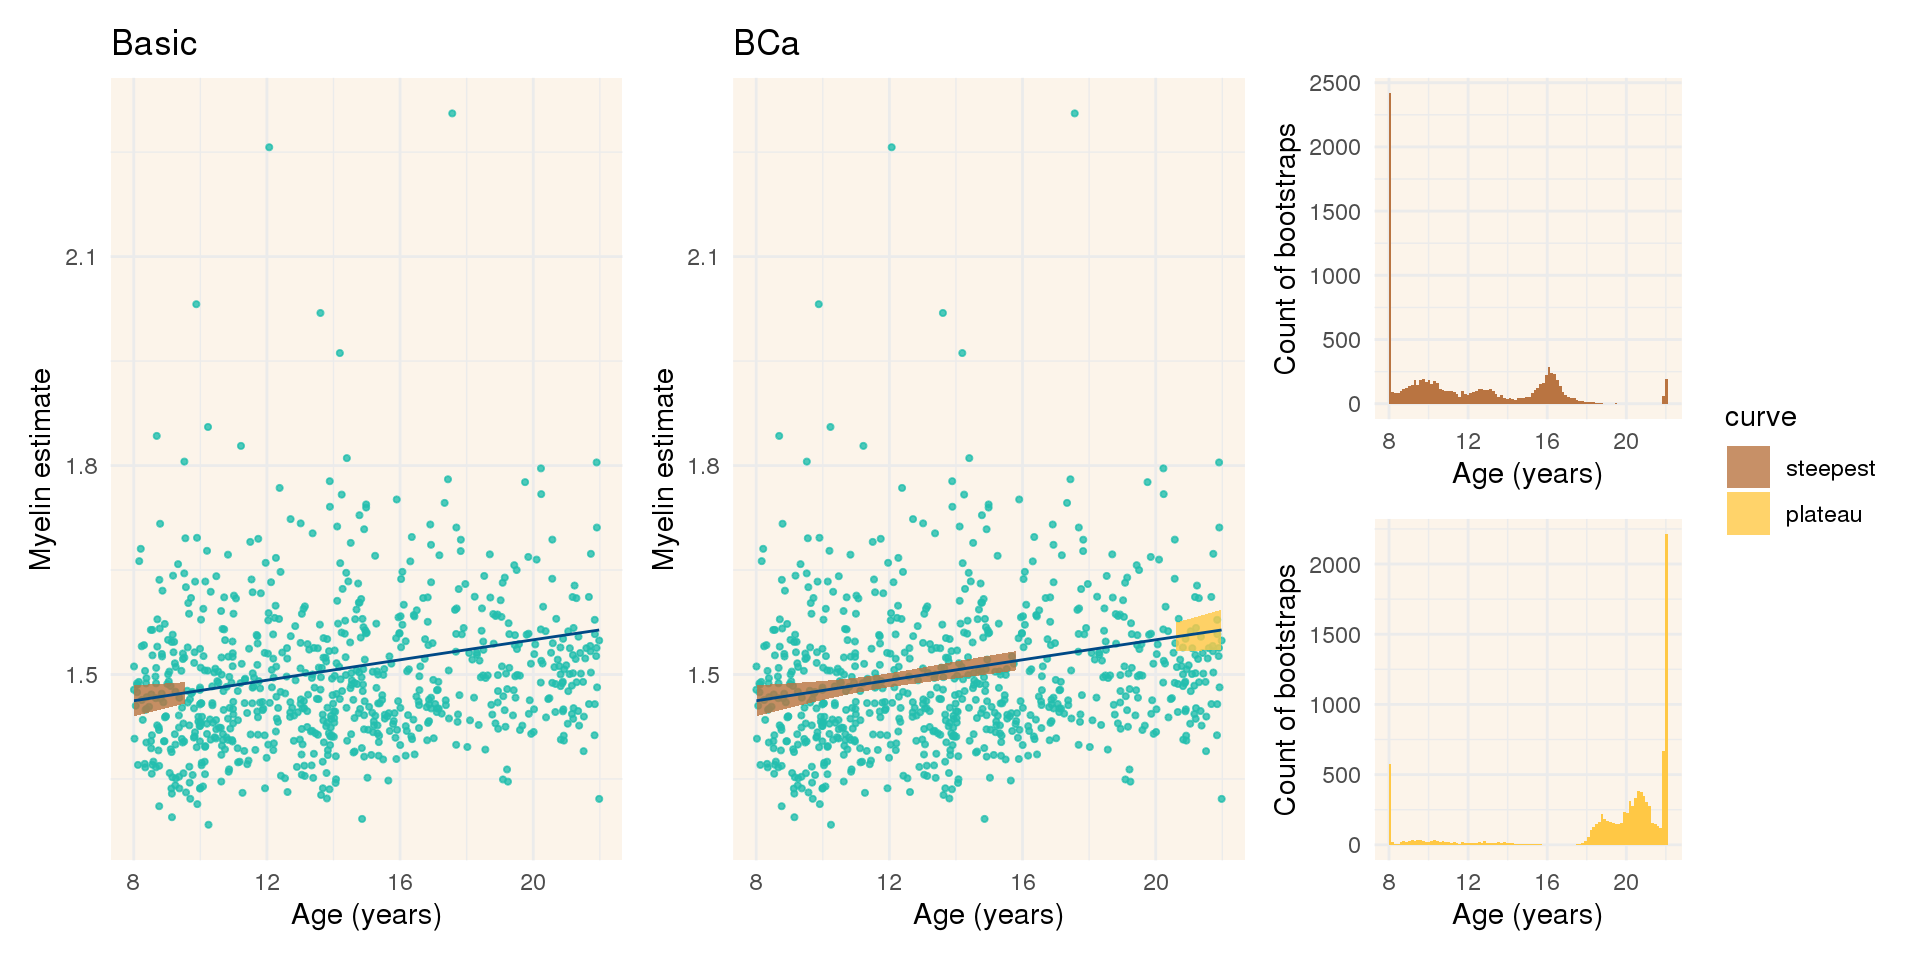 Basic
Myelin estimate
2.1
1.8
1.5
8 12 16 20
Age (years)
BCa
Myelin estimate
2.1
1.8
1.5
8 12 16 20
Age (years)
Count of bootstraps
2500
2000
1500
1000
500
0
8 12 16 20
Age (years)
Count of bootstraps
2000
1500
1000
500
0
8 12 16 20
Age (years)
curve
steepest
plateau